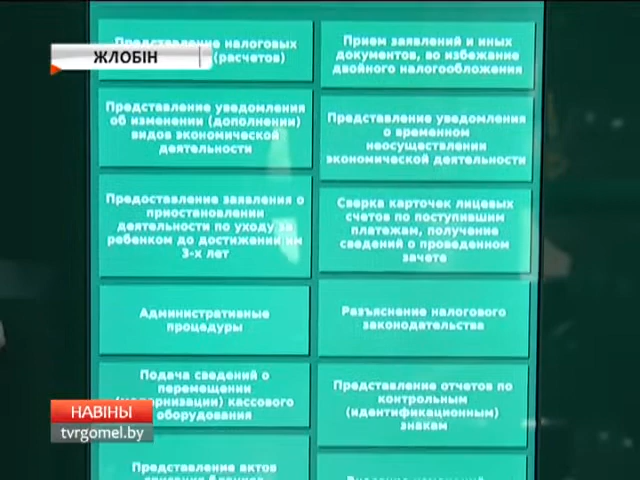 ЖЛОБІН
Представление налоговых
(расчетов)
Прием заявлений и иных
документов, во избежание
двойного налогообложения
Представление уведомления
об изменении (дополнении)
видов экономической
деятельности
Представление уведомления
о временном
неосуществлении
экономической деятельности
Предоставление заявления о
приостановлении
деятельности по уходу за
ребенком до достижении им
3-х лет
Сверка карточек лицевых
счетов по поступившим
платежам, получение
сведений о проведенном
зачете
Административные
процедуры
Разъяснение налогового
законодательства
Подача сведений о
перемещении
(модернизации) кассового
оборудования
Представление отчетов по
контрольным
(идентификационным)
знакам
Представление актов
НАВІНЫ
tvrgomel.by